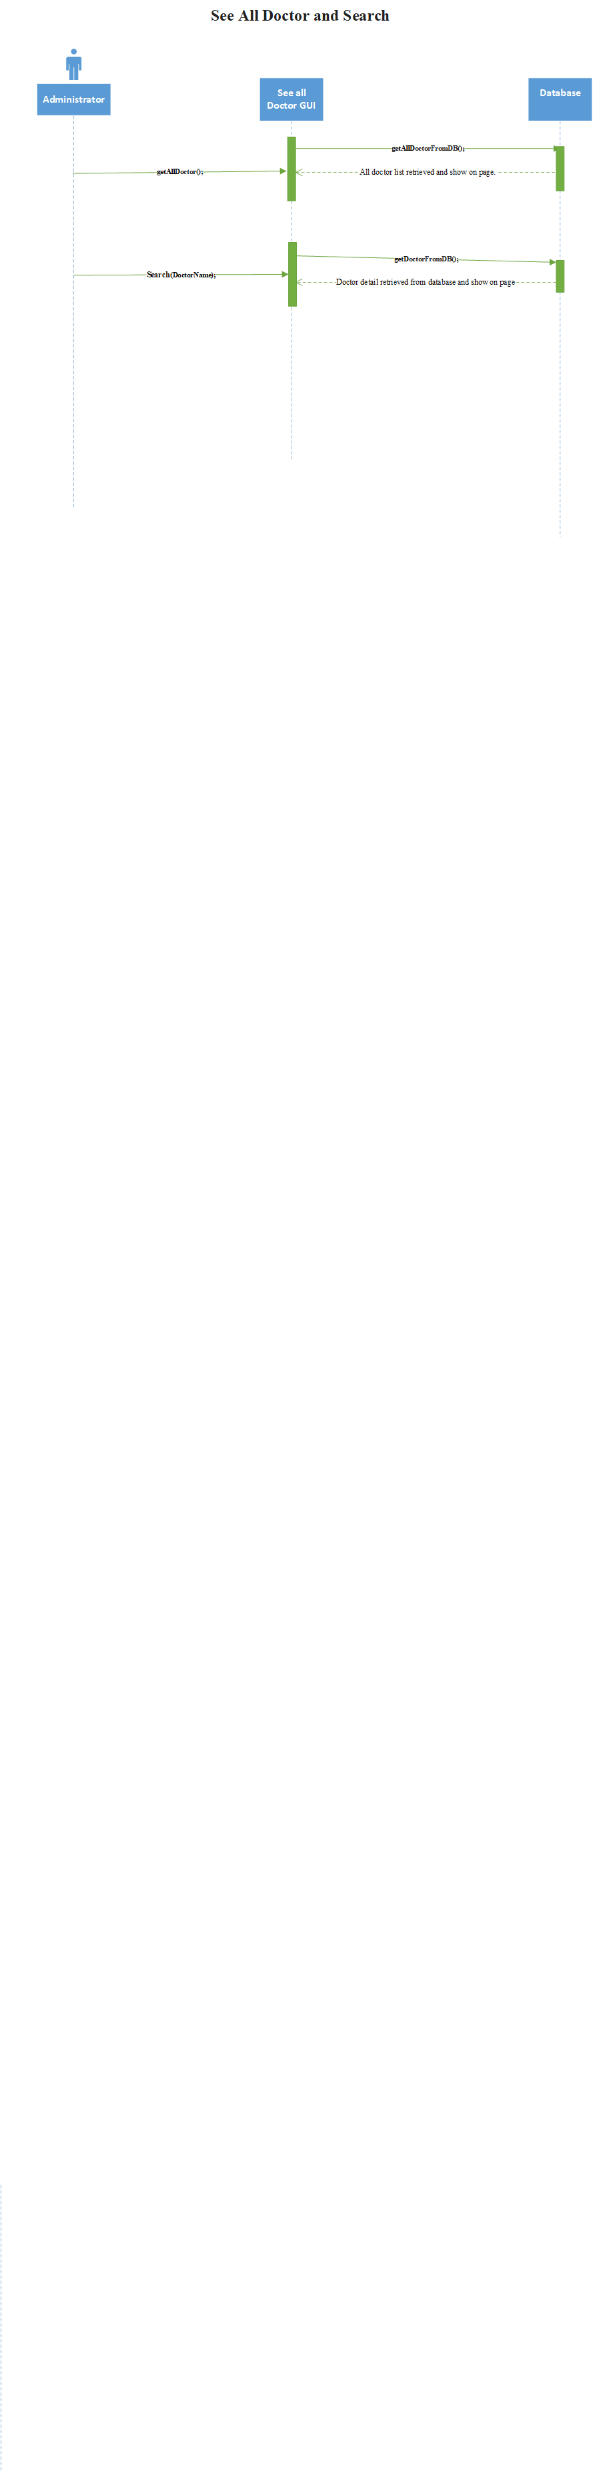 See All Doctor and Search
Administrator
See all
Doctor GUI
Database
getAllDoctorFromDB();
getAllDoctor();
All doctor list retrieved and show on page.
getDoctorFromDB();
Search(DoctorName);
Doctor detail retrieved from database and show on page